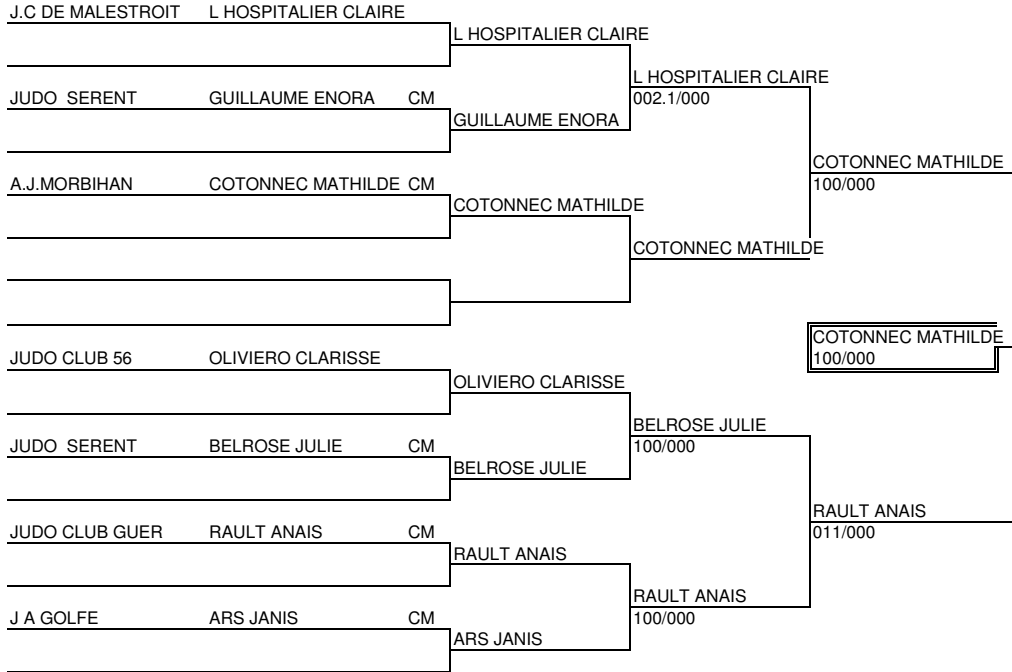 J.C DE MALESTROIT L HOSPITALIER CLAIRE
L HOSPITALIER CLAIRE
L HOSPITALIER CLAIRE
002.1/000
JUDO  SERENT GUILLAUME ENORA CM
GUILLAUME ENORA
COTONNEC MATHILDE
100/000
A.J.MORBIHAN COTONNEC MATHILDE CM
COTONNEC MATHILDE
COTONNEC MATHILDE
COTONNEC MATHILDE
100/000
JUDO CLUB 56 OLIVIERO CLARISSE
OLIVIERO CLARISSE
BELROSE JULIE
100/000
JUDO  SERENT BELROSE JULIE CM
BELROSE JULIE
RAULT ANAIS
011/000
JUDO CLUB GUER RAULT ANAIS CM
RAULT ANAIS
RAULT ANAIS
100/000
J A GOLFE ARS JANIS CM
ARS JANIS